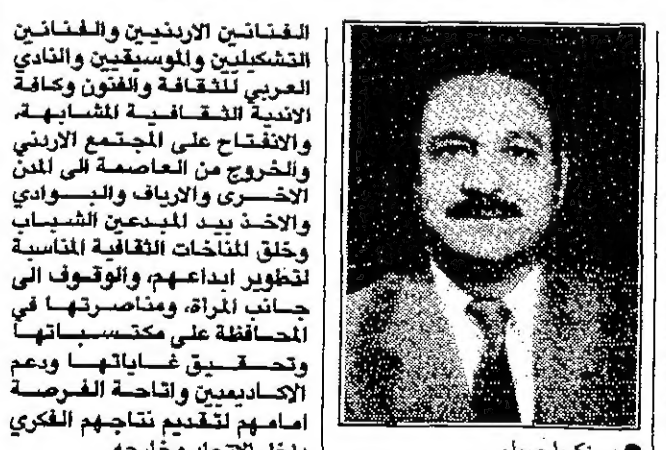 الفنانين الاردنيين والفنانين
التشكيليين والموسيقيين والنادي
العربي للثقافة والفنون وكافة
الاندية الثقافية المشابهة،
والانفتاح على المجتمع الاردني
والخروج من العاصمة الى المدن
الاخرى والارياف والبوادي
والاخذ بيد المبدعين الشباب
وخلق المناخات الثقافية المناسبة
لتطوير ابداعهم، والوقوف الى
جانب المراة، ومناصرتها في
المحافظة على مكتسباتها
وتحقيق غاياتها ودعم
الاكاديميين واتاحة الفرصة
امامهم لتقديم نتاجهم الفكري